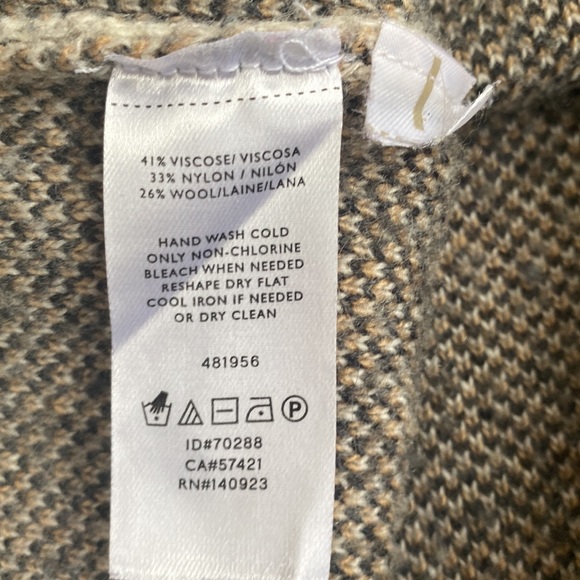 41% VISCOSE/ VISCOSA
33% NYLON / NILÓN
26% WOOL/LAINE/LANA
HAND WASH COLD
ONLY NON-CHLORINE
BLEACH WHEN NEEDED
RESHAPE DRY FLAT
COOL IRON IF NEEDED
OR DRY CLEAN
481956
P
ID#70288
CA#57421
RN#140923